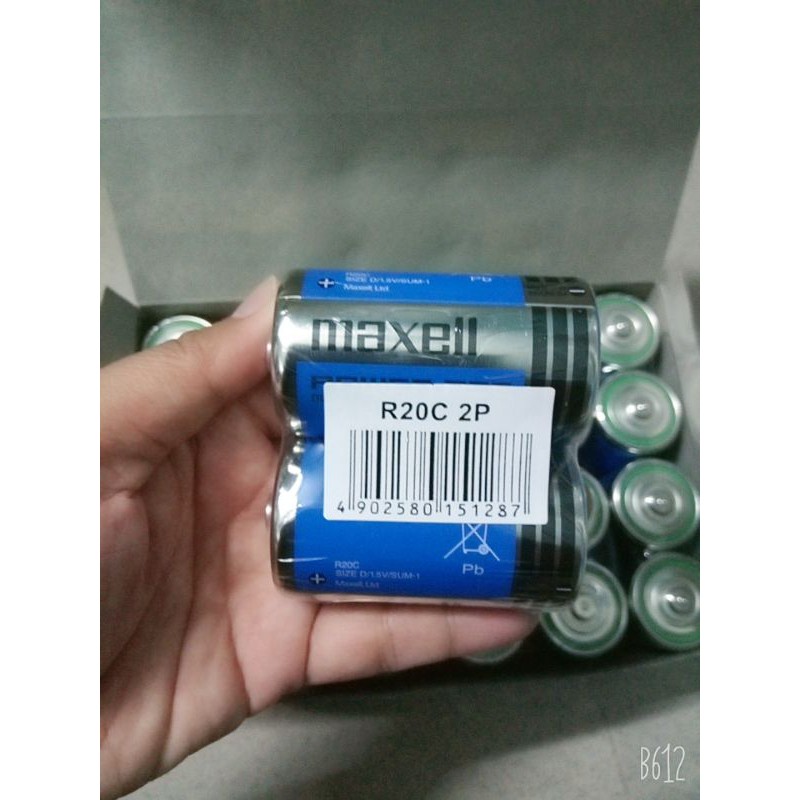 R20C
SIZE D/1.5V/SUM-1
Maxell Ltd
Pb
maxell
R20C 2P
4 902580 151287
R20C
SIZE D/1.5V/SUM-1
Maxell Ltd
Pb
B612